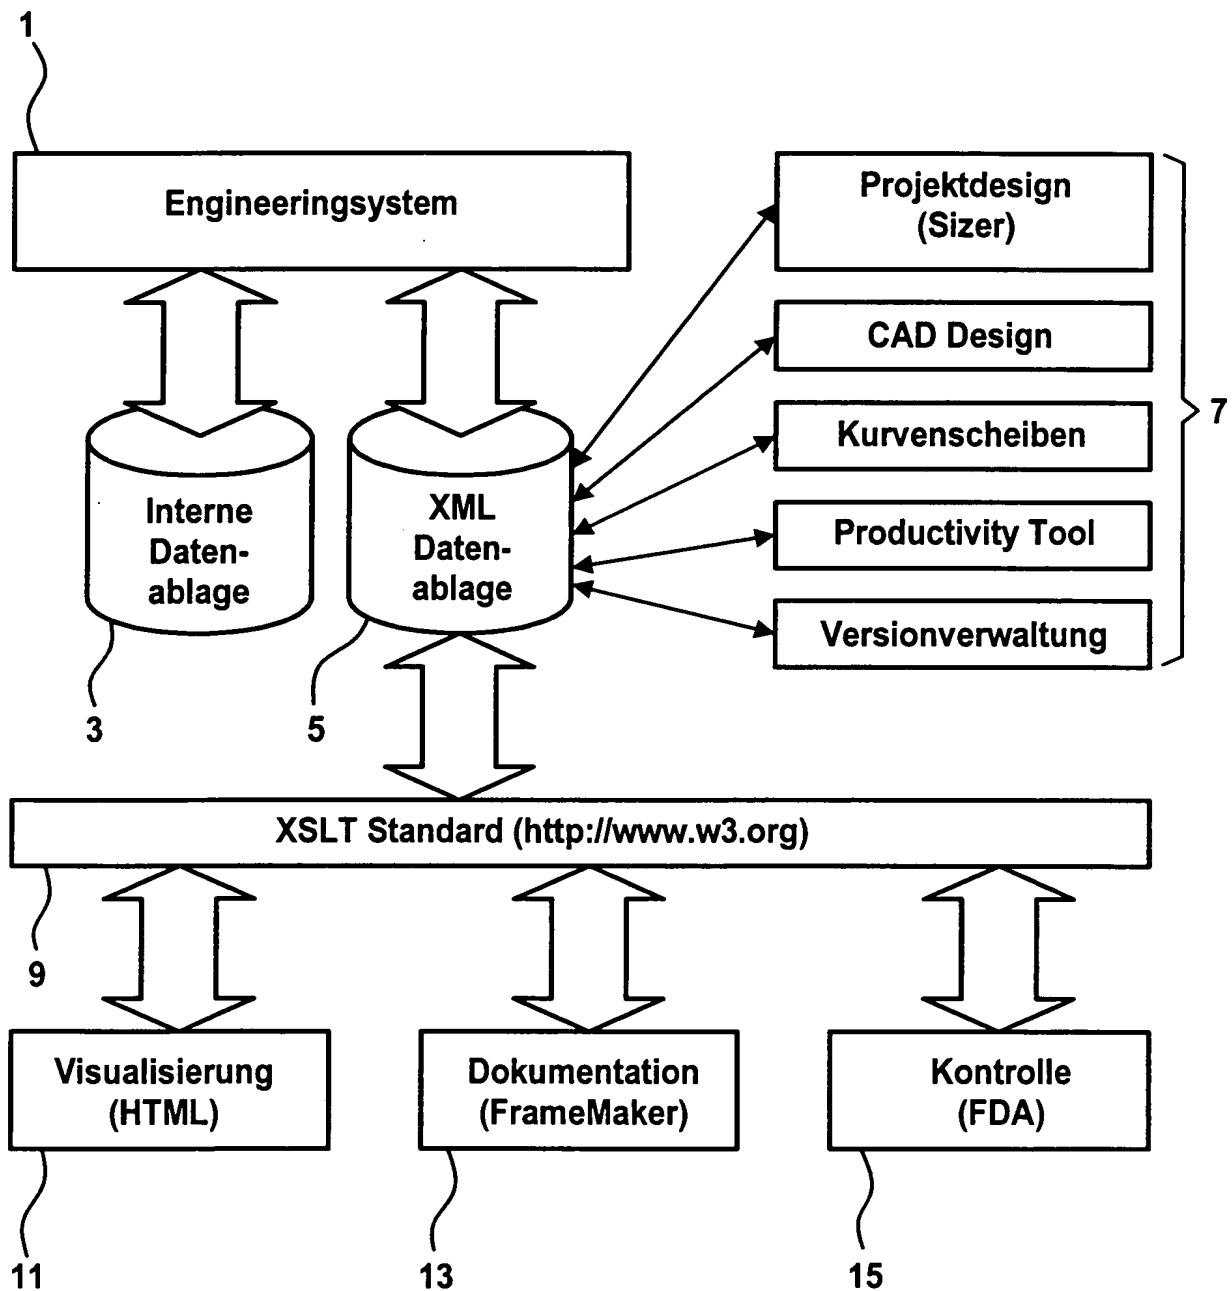 1
Engineeringsystem
Projektdesign
(Sizer)
CAD Design
Kurvenscheiben
Productivity Tool
Versionverwaltung
7
Interne
Daten-
ablage
XML
Daten-
ablage
3
5
XSLT Standard (http://www.w3.org)
9
Visualisierung
(HTML)
Dokumentation
(FrameMaker)
Kontrolle
(FDA)
11
13
15